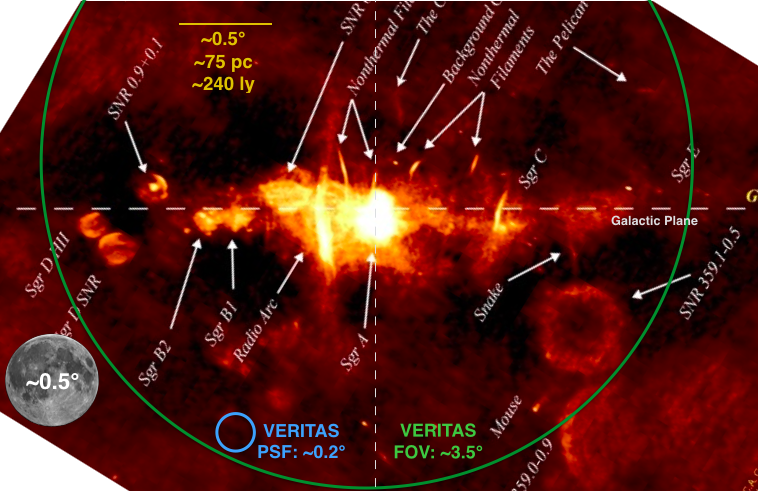 ~0.5°
~75 pc
~240 ly
SNR 0.9+0.1
SNR
Nonthermal Fil
The C
Background
Nonthermal
Filaments
The Pelican
Sgr C
Sgr E
Galactic Plane
G
Sgr D HII
Sgr D SNR
Sgr B2
Sgr B1
Radio Arc
Sgr A
Snake
SNR 359.1-0.5
Mouse
359.0-0.9
~0.5°
VERITAS
PSF: ~0.2°
VERITAS
FOV: ~3.5°